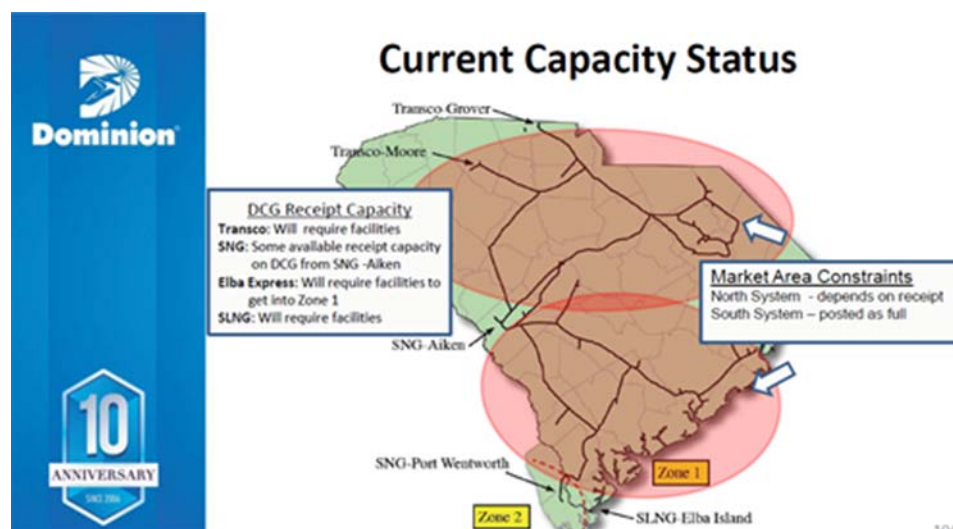 Current Capacity Status
Dominion®
Transco-Grover
Transco-Moore
DCG Receipt Capacity
Transco: Will require facilities
SNG: Some available receipt capacity
on DCG from SNG -Aiken
Elba Express: Will require facilities to
get into Zone 1
SLNG: Will require facilities
Market Area Constraints
North System - depends on receipt
South System – posted as full
SNG-Aiken
10
ANNIVERSARY
SNG-Port Wentworth
Zone 1
Zone 2
SLNG-Elba Island